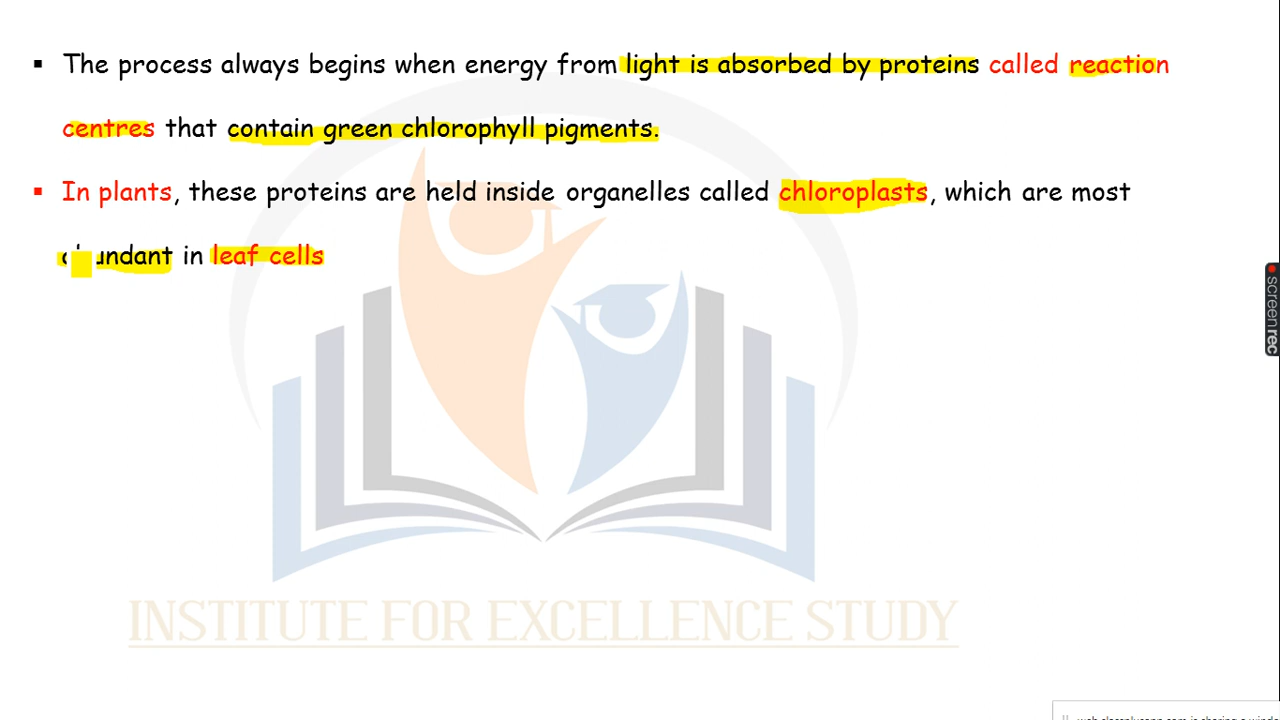 ▪ The process always begins when energy from light is absorbed by proteins called reaction
centres that contain green chlorophyll pigments.
▪ In plants, these proteins are held inside organelles called chloroplasts, which are most
in leaf cells
INSTITUTE FOR EXCELLENCE STUDY
screenrec